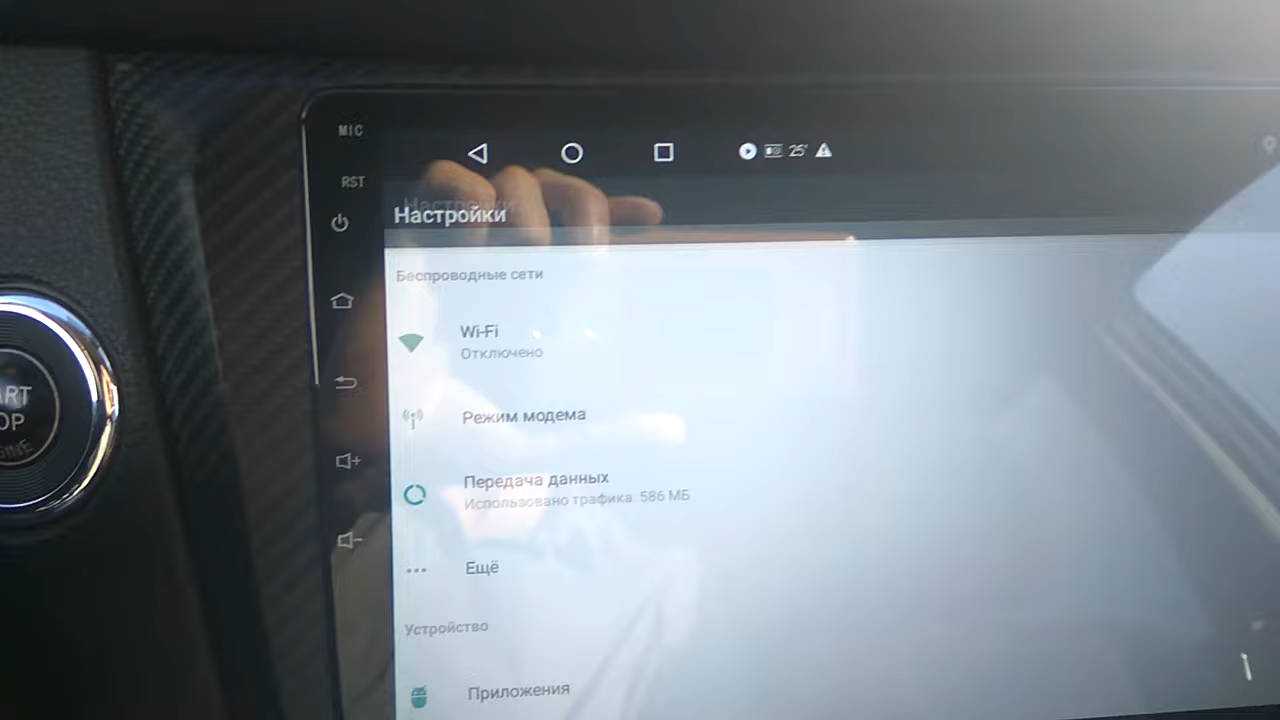 MIC
RST
25°
Настройки
Беспроводные сети
Wi-Fi
Отключено
Режим модема
Передача данных
Использовано трафика: 586 МБ
Ещё
Устройство
Приложения